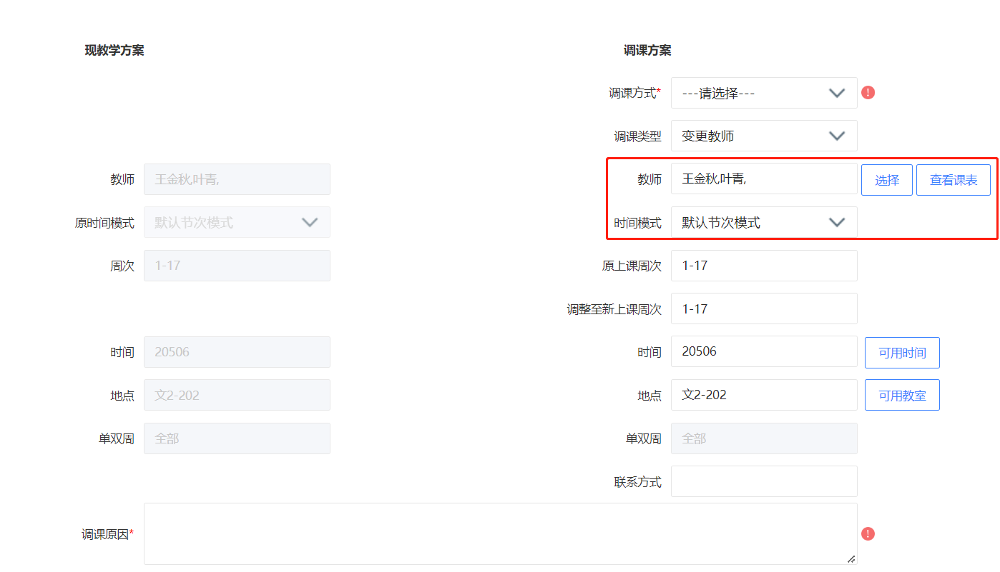 现教学方案 调课方案
调课方式* ---请选择---
调课类型 变更教师
教师 王金秋,叶青, 教师 王金秋,叶青, 选择 查看课表
原时间模式 默认节次模式 时间模式 默认节次模式
周次 1-17 原上课周次 1-17
调整至新上课周次 1-17
时间 20506 时间 20506 可用时间
地点 文2-202 地点 文2-202 可用教室
单双周 全部 单双周 全部
联系方式
调课原因*